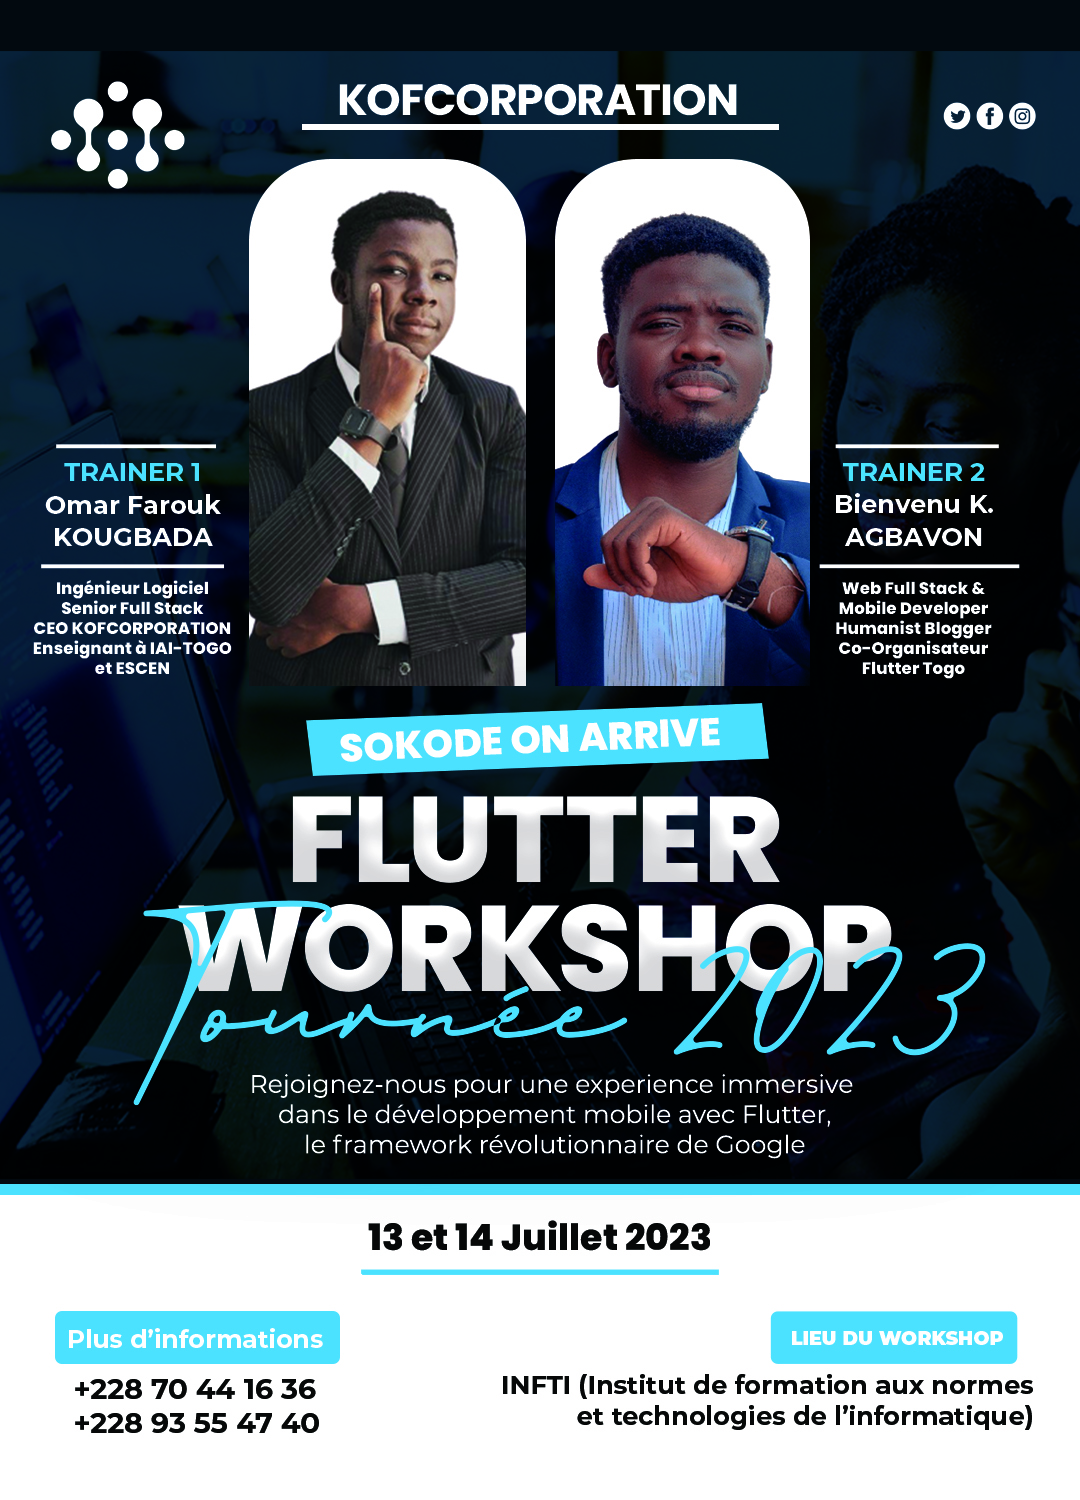 KOFCORPORATION
TRAINER 1
Omar Farouk
KOUGBADA
Ingénieur Logiciel
Senior Full Stack
CEO KOFCORPORATION
Enseignant à IAI-TOGO
et ESCEN
TRAINER 2
Bienvenu K.
AGBAVON
Web Full Stack &
Mobile Developer
Humanist Blogger
Co-Organisateur
Flutter Togo
SOKODE ON ARRIVE
FLUTTER
WORKSHOP
Tournée 2023
Rejoignez-nous pour une experience immersive
dans le développement mobile avec Flutter,
le framework révolutionnaire de Google
13 et 14 Juillet 2023
Plus d’informations
+228 70 44 16 36
+228 93 55 47 40
LIEU DU WORKSHOP
INFTI (Institut de formation aux normes
et technologies de l’informatique)